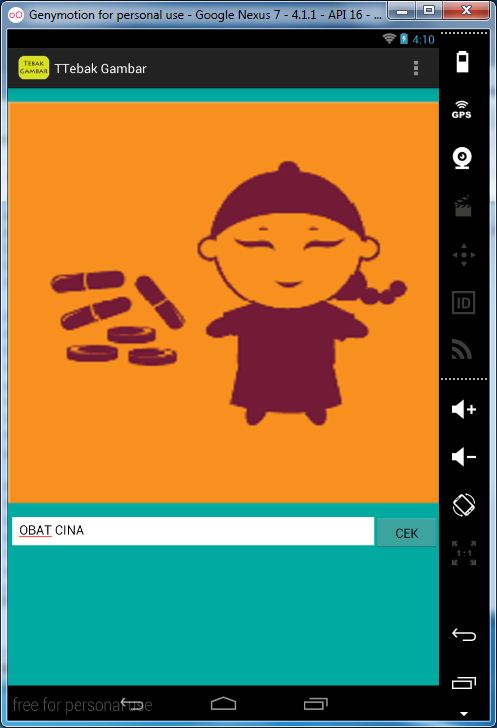 Genymotion for personal use - Google Nexus 7 - 4.1.1 - API 16 - ...
4:10
TEBAK
GAMBAR
TTebak Gambar
GPS
ID
OBAT CINA
CEK
1:1
free for personal use